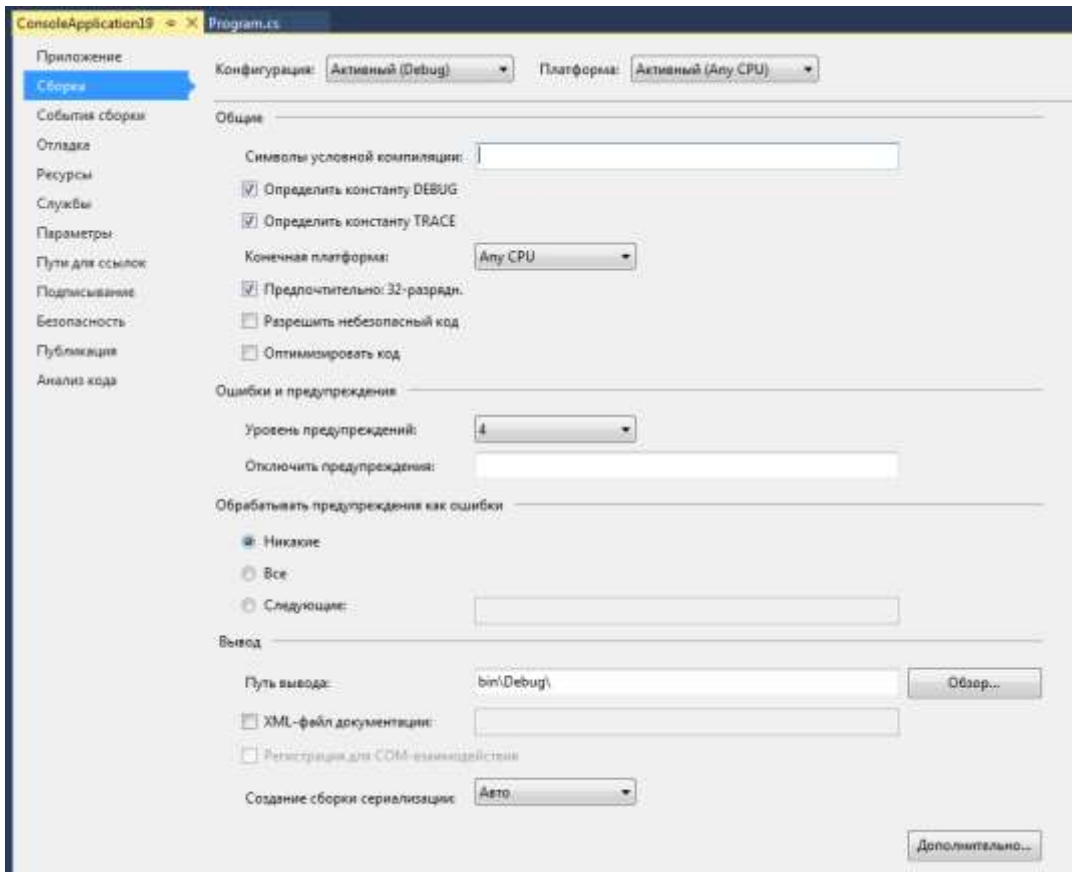 ConsoleApplication19 Program.cs
Приложение
Сборка
События сборки
Отладка
Ресурсы
Службы
Параметры
Пути для ссылок
Подписывание
Безопасность
Публикация
Анализ кода
Конфигурация: Активный (Debug) Платформа: Активный (Any CPU)
Общие
Символы условной компиляции:
Определить константу DEBUG
Определить константу TRACE
Конечная платформа: Any CPU
Предпочтительно: 32-разрядн.
Разрешить небезопасный код
Оптимизировать код
Ошибки и предупреждения
Уровень предупреждений: 4
Отключить предупреждения:
Обрабатывать предупреждения как ошибки
Никакие
Все
Следующие:
Вывод
Путь вывода: bin\Debug\ Обзор...
XML-файл документации:
Регистрация для COM-взаимодействия
Создание сборки сериализации: Авто
Дополнительно...